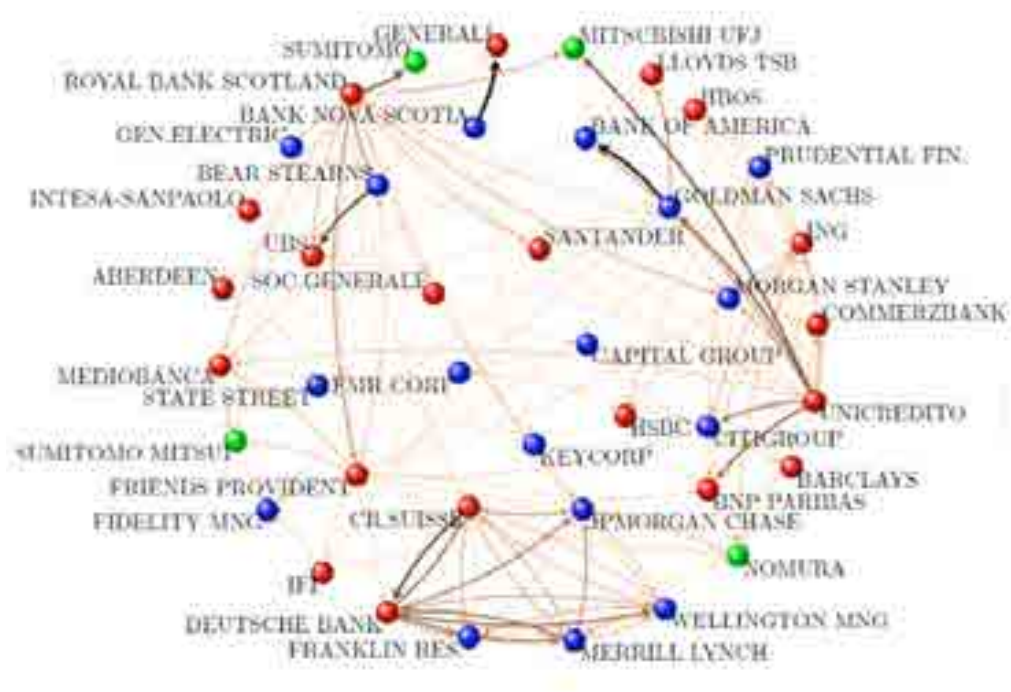 GENERALI
SUMITOMO
MITSUBISHI UFJ
LLOYDS TSB
ROYAL BANK SCOTLAND
HBOS
BANK NOVA SCOTIA
BANK OF AMERICA
GEN.ELECTRIC
PRUDENTIAL FIN.
BEAR STEARNS
INTESA-SANPAOLO
GOLDMAN SACHS
UBS
SANTANDER
ING
ABERDEEN
SOC.GENERALE
MORGAN STANLEY
COMMERZBANK
MEDIOBANCA
CAPITAL GROUP
STATE STREET
FMR CORP
UNICREDITO
HSBC
CITIGROUP
SUMITOMO MITSUI
KEYCORP
BARCLAYS
FRIENDS PROVIDENT
BNP PARIBAS
FIDELITY MNG
CR.SUISSE
JPMORGAN CHASE
NOMURA
IFI
DEUTSCHE BANK
WELLINGTON MNG
FRANKLIN RES.
MERRILL LYNCH